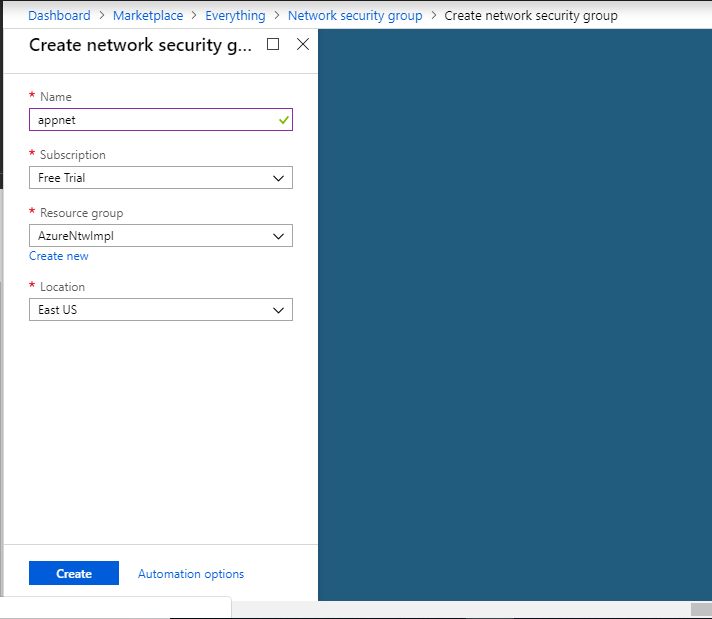 Dashboard > Marketplace > Everything > Network security group > Create network security group
Create network security g...
* Name
appnet
* Subscription
Free Trial
* Resource group
AzureNtwImpl
Create new
* Location
East US
Create Automation options